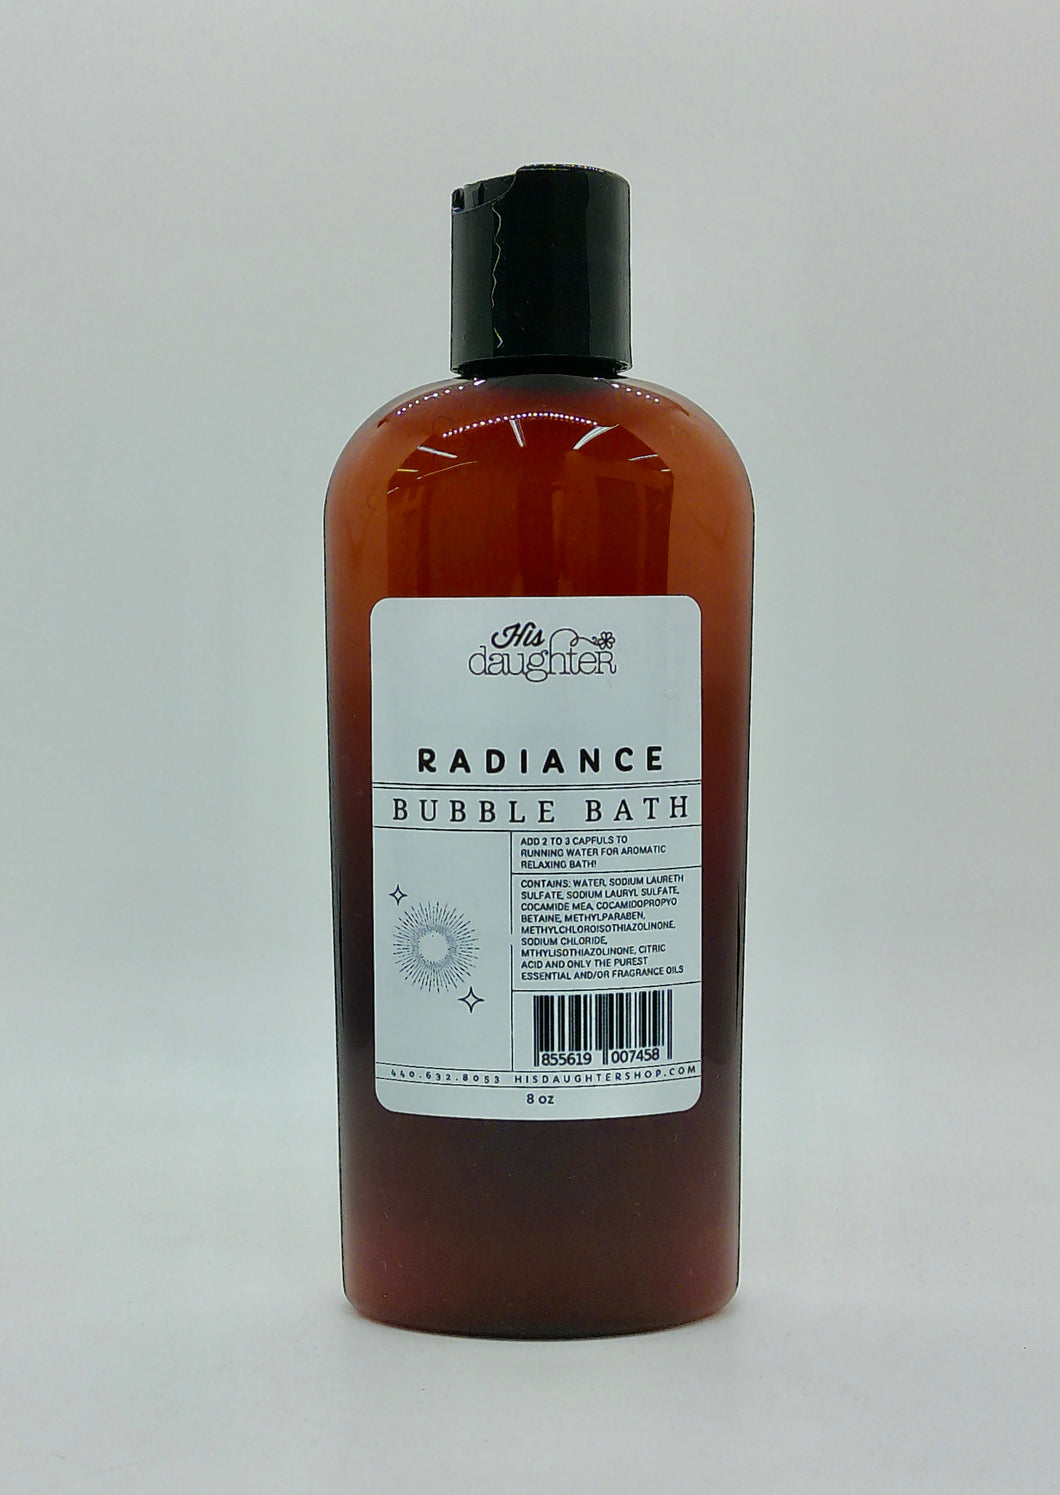 His
daughter
RADIANCE
BUBBLE BATH
ADD 2 TO 3 CAPFULS TO
RUNNING WATER FOR AROMATIC
RELAXING BATH!
CONTAINS: WATER, SODIUM LAURETH
SULFATE, SODIUM LAURYL SULFATE,
COCAMIDE MEA, COCAMIDOPROPYO
BETAINE, METHYLPARABEN,
METHYLCHLOROISOTHIAZOLINONE,
SODIUM CHLORIDE,
MTHYLISOTHIAZOLINONE, CITRIC
ACID AND ONLY THE PUREST
ESSENTIAL AND/OR FRAGRANCE OILS
855619 007458
440.632.8053 HISDAUGHTERSHOP.COM
8 oz